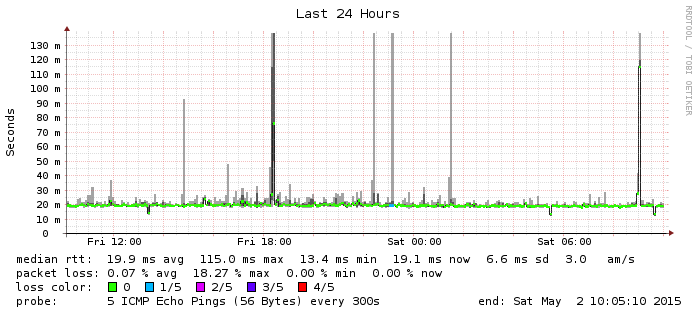 Last 24 Hours
RRDTOOL / TOBI OETIKER
Seconds
130 m
120 m
110 m
100 m
90 m
80 m
70 m
60 m
50 m
40 m
30 m
20 m
10 m
0
Fri 12:00 Fri 18:00 Sat 00:00 Sat 06:00
median rtt: 19.9 ms avg 115.0 ms max 13.4 ms min 19.1 ms now 6.6 ms sd 3.0 am/s
packet loss: 0.07 % avg 18.27 % max 0.00 % min 0.00 % now
loss color: 0 1/5 2/5 3/5 4/5
probe: 5 ICMP Echo Pings (56 Bytes) every 300s end: Sat May 2 10:05:10 2015